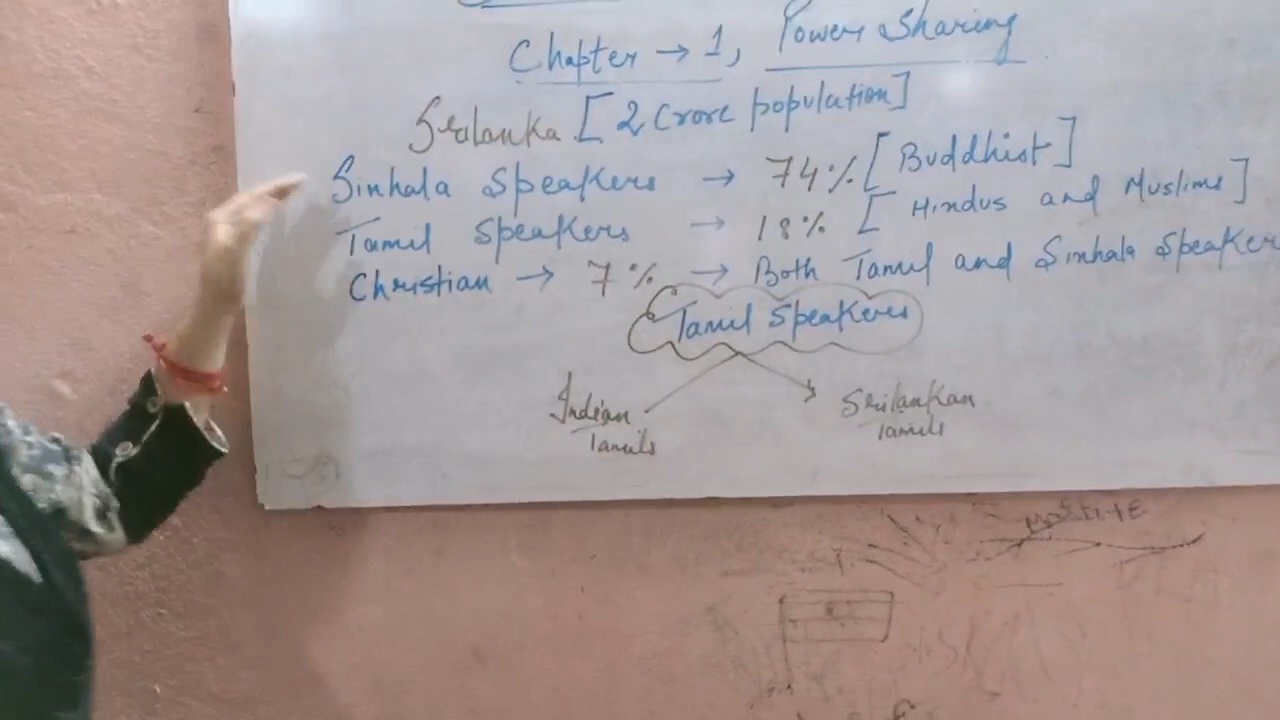 Chapter → 1, Power Sharing
Srilanka [2 Crore population]
Sinhala Speakers → 74% [Buddhist]
Tamil Speakers → 18% [Hindus and Muslims]
Christian → 7% → Both Tamil and Sinhala Speaker
Tamil Speakers
Indian Tamils
Srilankan Tamils